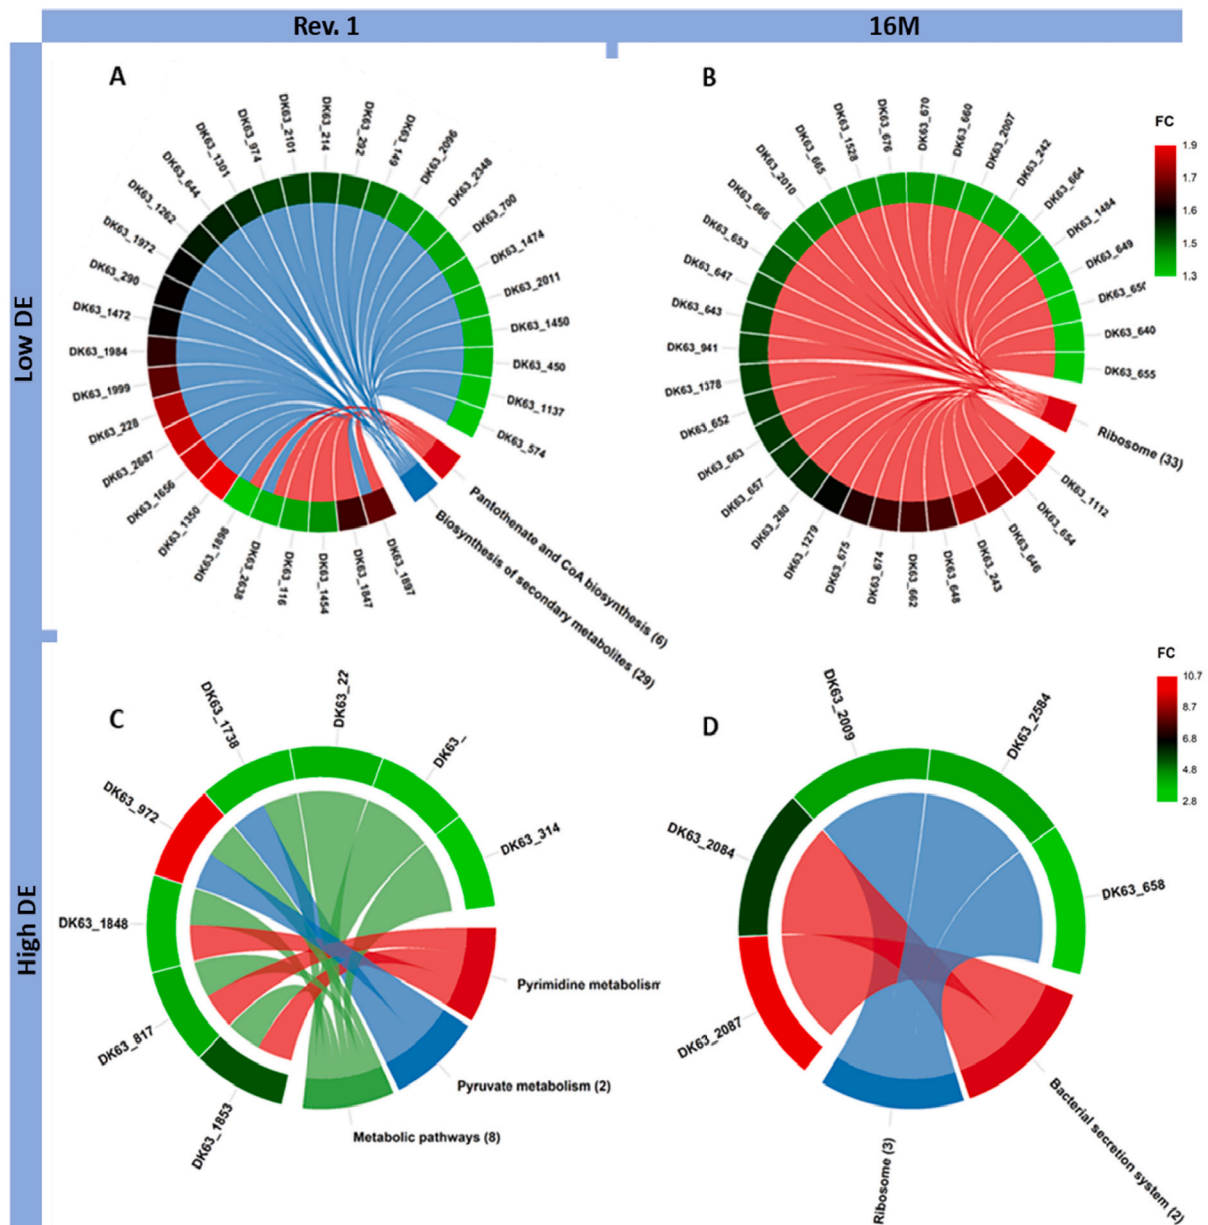 Rev. 1
16M
Low DE
High DE
A
DK63_1898
DK63_1350
DK63_1656
DK63_2687
DK63_228
DK63_1999
DK63_1984
DK63_1472
DK63_290
DK63_1972
DK63_1262
DK63_644
DK63_1301
DK63_974
DK63_2101
DK63_214
DK63_292
DK63_149
DK63_2096
DK63_2348
DK63_700
DK63_1474
DK63_2011
DK63_1450
DK63_450
DK63_1137
DK63_574
DK63_2638
DK63_116
DK63_1454
DK63_1847
DK63_1897
Pantothenate and CoA biosynthesis (6)
Biosynthesis of secondary metabolites (29)
B
DK63_280
DK63_657
DK63_663
DK63_652
DK63_1378
DK63_941
DK63_643
DK63_647
DK63_653
DK63_666
DK63_2010
DK63_665
DK63_1528
DK63_676
DK63_670
DK63_660
DK63_2007
DK63_242
DK63_664
DK63_1484
DK63_649
DK63_65
DK63_640
DK63_655
Ribosome (33)
DK63_1112
DK63_654
DK63_646
DK63_243
DK63_648
DK63_662
DK63_674
DK63_675
DK63_1279
FC
1.9
1.7
1.6
1.5
1.3
C
DK63_1853
DK63_817
DK63_1848
DK63_972
DK63_1738
DK63_22
DK63_
DK63_314
Pyrimidine metabolism
Pyruvate metabolism (2)
Metabolic pathways (8)
D
DK63_2087
DK63_2084
DK63_2009
DK63_2584
DK63_658
Bacterial secretion system (2)
Ribosome (3)
FC
10.7
8.7
6.8
4.8
2.8